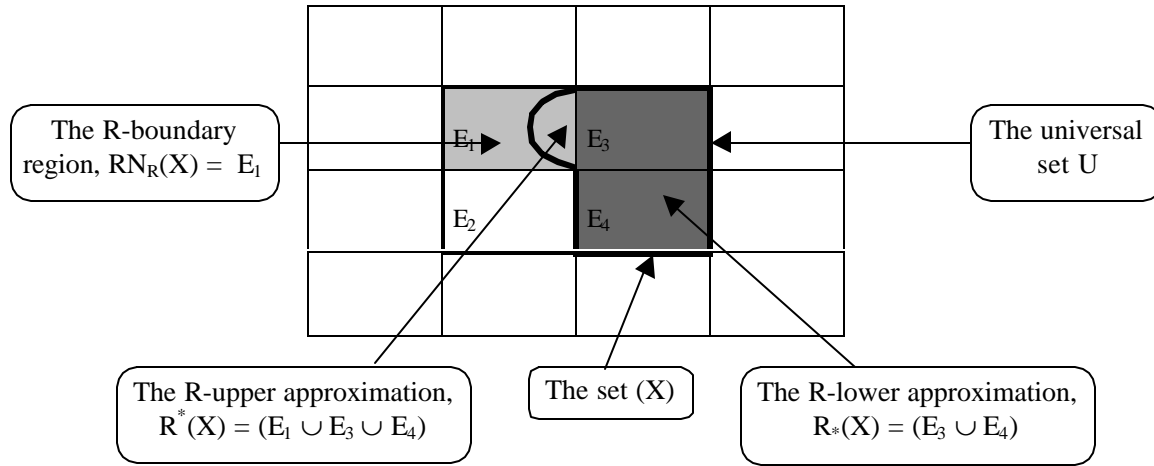 The R-boundary
region, RN_R(X) = E₁
E₁
E₃
The universal
set U
E₂
E₄
The R-upper approximation,
R*(X) = (E₁ ∪ E₃ ∪ E₄)
The set (X)
The R-lower approximation,
R*(X) = (E₃ ∪ E₄)